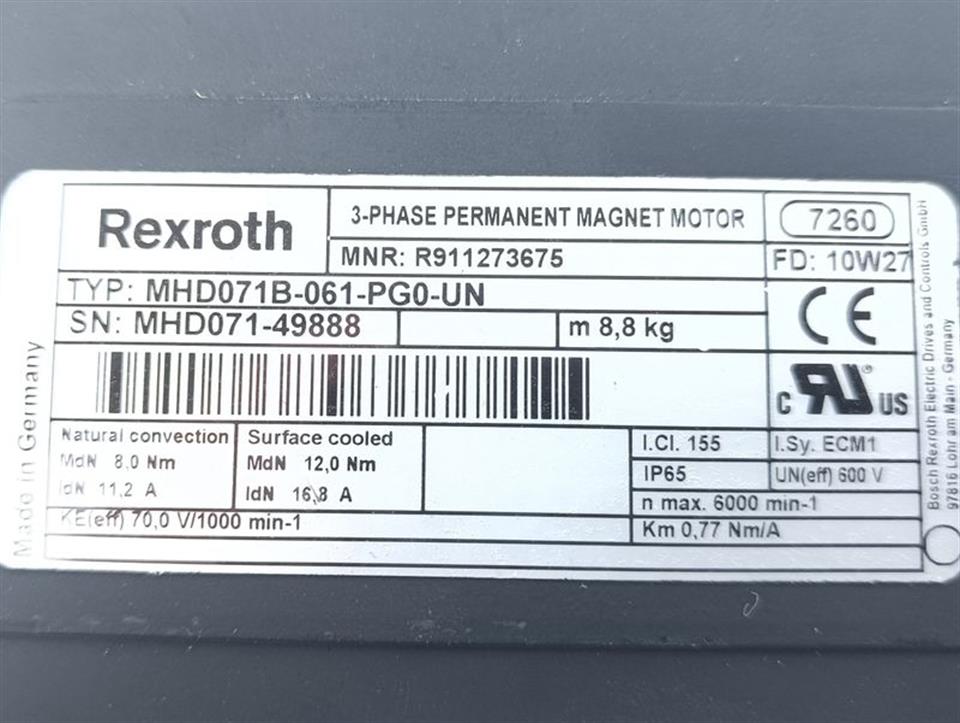 Rexroth
3-PHASE PERMANENT MAGNET MOTOR
7260
MNR: R911273675
FD: 10W27
TYP: MHD071B-061-PG0-UN
SN: MHD071-49888
m 8,8 kg
CE
c RU US
Natural convection
MdN 8,0 Nm
IdN 11,2 A
Surface cooled
MdN 12,0 Nm
IdN 16,8 A
I.Cl. 155
I.Sy. ECM1
IP65
UN(eff) 600 V
n max. 6000 min-1
KE(eff) 70,0 V/1000 min-1
Km 0,77 Nm/A
Made in Germany
Bosch Rexroth Electric Drives and Controls GmbH
97816 Lohr am Main - Germany